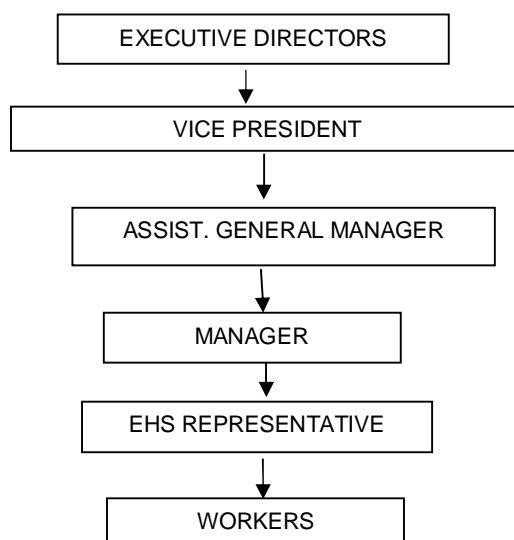 EXECUTIVE DIRECTORS
VICE PRESIDENT
ASSIST. GENERAL MANAGER
MANAGER
EHS REPRESENTATIVE
WORKERS